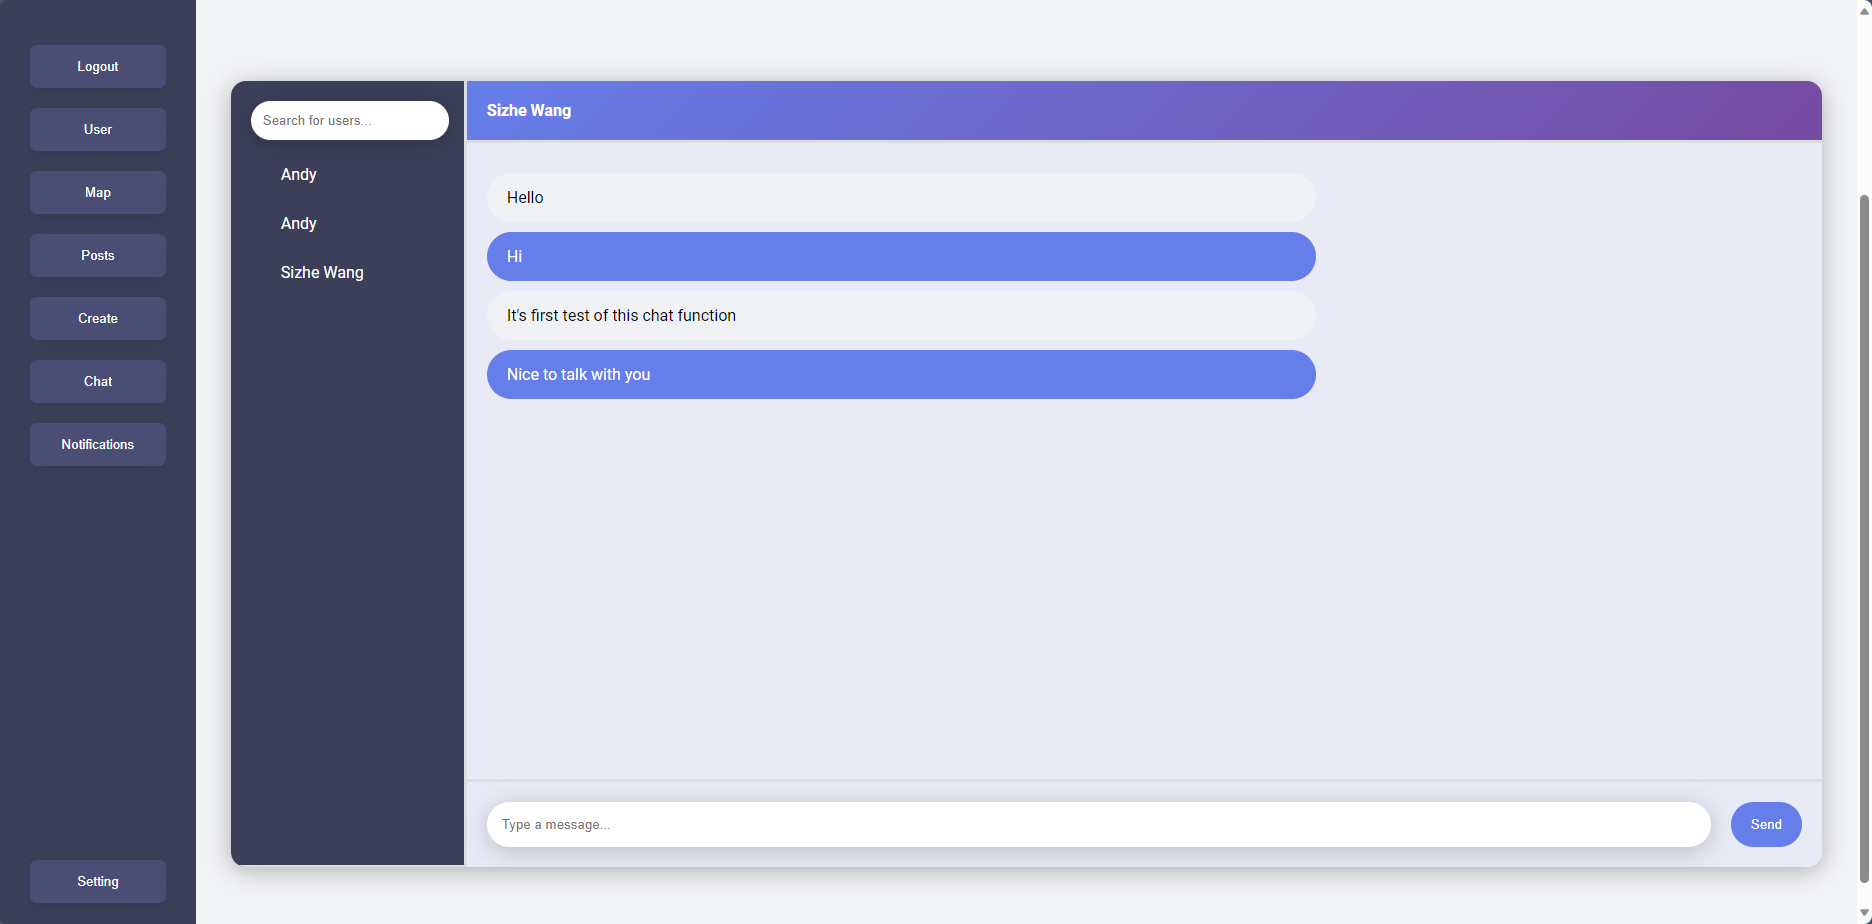 Logout
User
Map
Posts
Create
Chat
Notifications
Setting
Search for users...
Andy
Andy
Sizhe Wang
Sizhe Wang
Hello
Hi
It's first test of this chat function
Nice to talk with you
Type a message...
Send